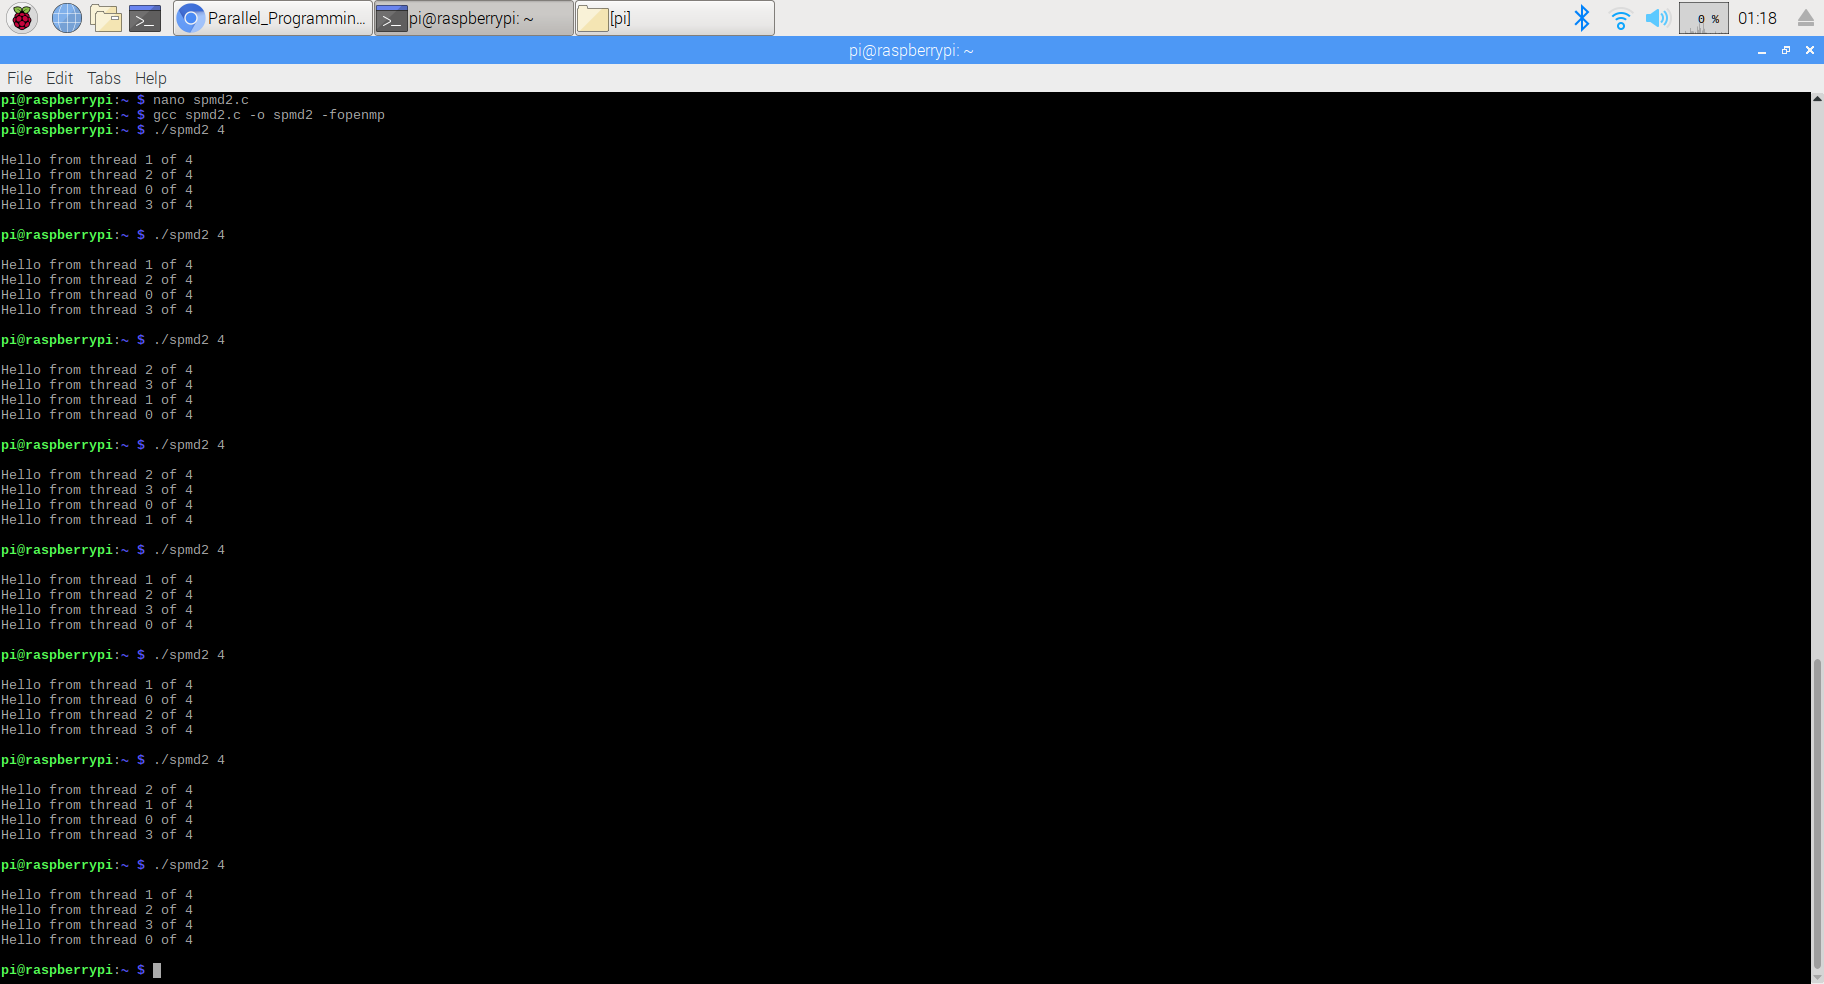 Parallel_Programmin...
pi@raspberrypi: ~
[pi]
0 %
01:18
pi@raspberrypi: ~
File Edit Tabs Help
pi@raspberrypi:~ $ nano spmd2.c
pi@raspberrypi:~ $ gcc spmd2.c -o spmd2 -fopenmp
pi@raspberrypi:~ $ ./spmd2 4
Hello from thread 1 of 4
Hello from thread 2 of 4
Hello from thread 0 of 4
Hello from thread 3 of 4
pi@raspberrypi:~ $ ./spmd2 4
Hello from thread 1 of 4
Hello from thread 2 of 4
Hello from thread 0 of 4
Hello from thread 3 of 4
pi@raspberrypi:~ $ ./spmd2 4
Hello from thread 2 of 4
Hello from thread 3 of 4
Hello from thread 1 of 4
Hello from thread 0 of 4
pi@raspberrypi:~ $ ./spmd2 4
Hello from thread 2 of 4
Hello from thread 3 of 4
Hello from thread 0 of 4
Hello from thread 1 of 4
pi@raspberrypi:~ $ ./spmd2 4
Hello from thread 1 of 4
Hello from thread 2 of 4
Hello from thread 3 of 4
Hello from thread 0 of 4
pi@raspberrypi:~ $ ./spmd2 4
Hello from thread 1 of 4
Hello from thread 0 of 4
Hello from thread 2 of 4
Hello from thread 3 of 4
pi@raspberrypi:~ $ ./spmd2 4
Hello from thread 2 of 4
Hello from thread 1 of 4
Hello from thread 0 of 4
Hello from thread 3 of 4
pi@raspberrypi:~ $ ./spmd2 4
Hello from thread 1 of 4
Hello from thread 2 of 4
Hello from thread 3 of 4
Hello from thread 0 of 4
pi@raspberrypi:~ $